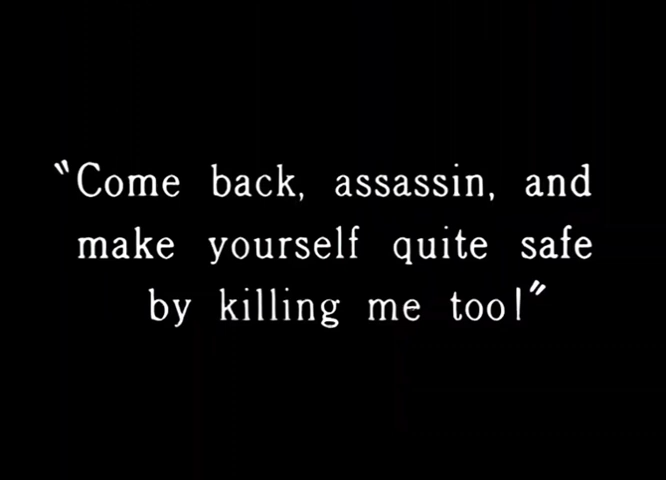 "Come back, assassin, and
make yourself quite safe
by killing me too!"